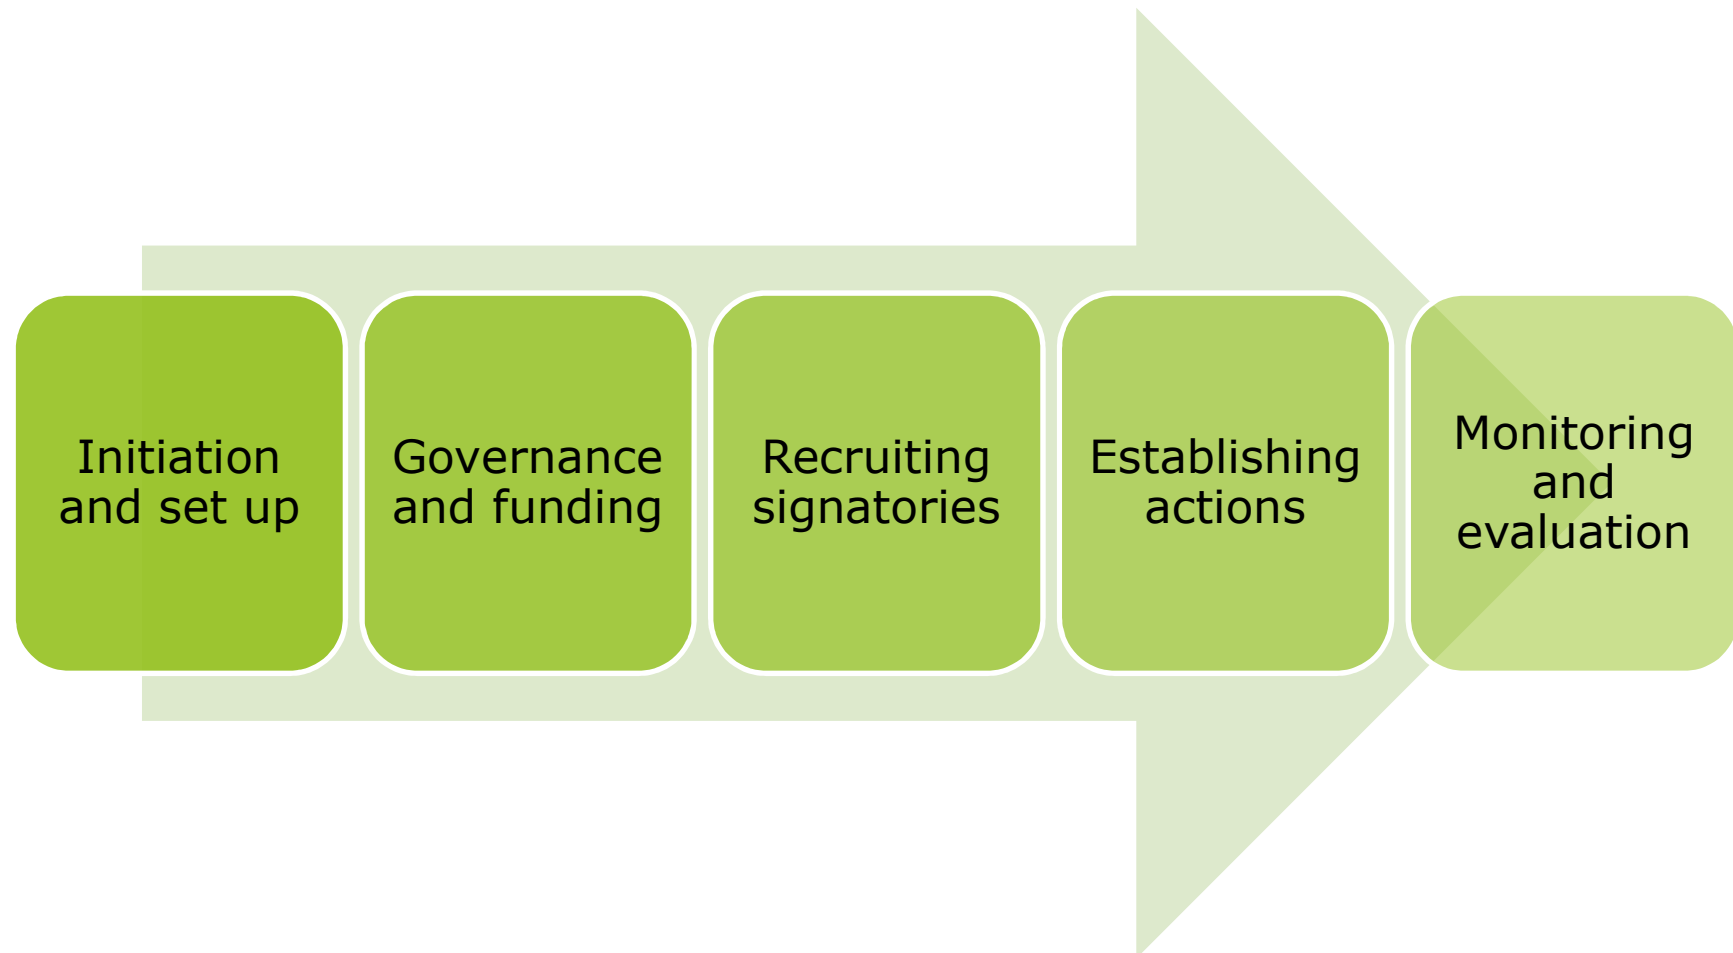 Initiation
and set up
Governance
and funding
Recruiting
signatories
Establishing
actions
Monitoring
and
evaluation